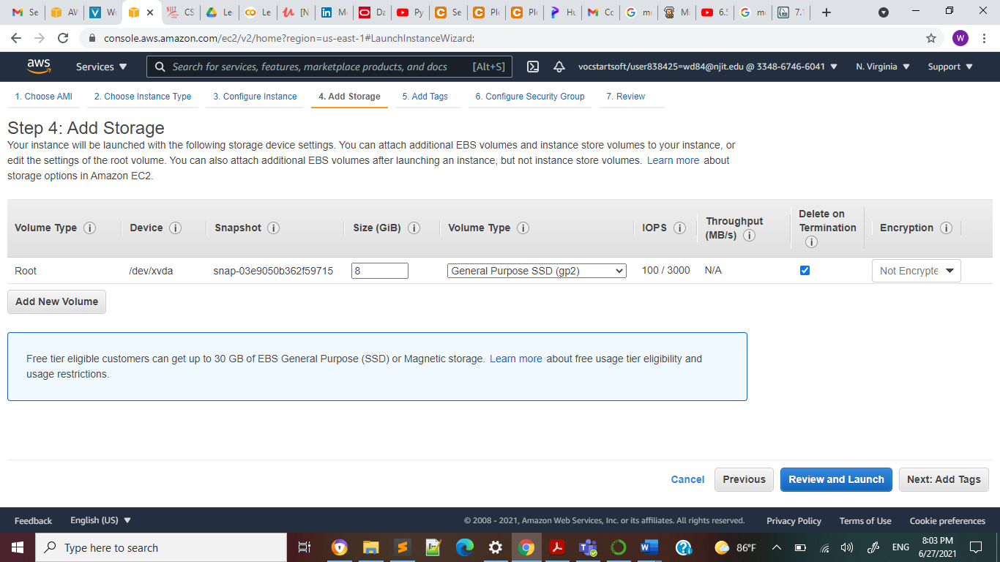 Se
AV
Wo
CS
Le
Le
[N
M
Da
Py
Se
Ple
Ple
Hu
Cc
mo
Mi
6.5
mo
7.1
console.aws.amazon.com/ec2/v2/home?region=us-east-1#LaunchInstanceWizard:
W
aws
Services
Search for services, features, marketplace products, and docs
[Alt+S]
vocstartsoft/user838425=wd84@njit.edu @ 3348-6746-6041
N. Virginia
Support
1. Choose AMI
2. Choose Instance Type
3. Configure Instance
4. Add Storage
5. Add Tags
6. Configure Security Group
7. Review
Step 4: Add Storage
Your instance will be launched with the following storage device settings. You can attach additional EBS volumes and instance store volumes to your instance, or
edit the settings of the root volume. You can also attach additional EBS volumes after launching an instance, but not instance store volumes. Learn more about
storage options in Amazon EC2.
Volume Type
Device
Snapshot
Size (GiB)
Volume Type
IOPS
Throughput
(MB/s)
Delete on
Termination
Encryption
Root
/dev/xvda
snap-03e9050b362f59715
8
General Purpose SSD (gp2)
100 / 3000
N/A
Not Encrypte
Add New Volume
Free tier eligible customers can get up to 30 GB of EBS General Purpose (SSD) or Magnetic storage. Learn more about free usage tier eligibility and
usage restrictions.
Cancel
Previous
Review and Launch
Next: Add Tags
Feedback
English (US)
© 2008 - 2021, Amazon Web Services, Inc. or its affiliates. All rights reserved.
Privacy Policy
Terms of Use
Cookie preferences
Type here to search
86°F
ENG
8:03 PM
6/27/2021